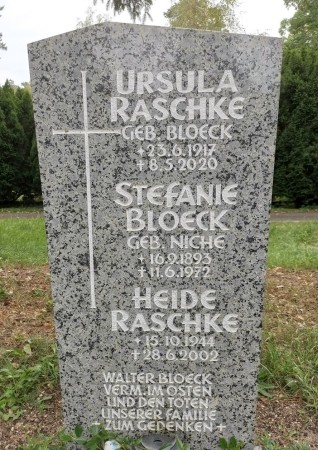 URSULA
RASCHKE
GEB. BLOECK
+ 23.6.1917
+ 8.5.2020
STEFANIE
BLOECK
GEB. NICHE
+ 16.9.1893
+ 11.6.1972
HEIDE
RASCHKE
+ 15.10.1944
+ 28.6.2002
WALTER BLOECK
VERM. IM OSTEN
UND DEN TOTEN
UNSERER FAMILIE
+ ZUM GEDENKEN +